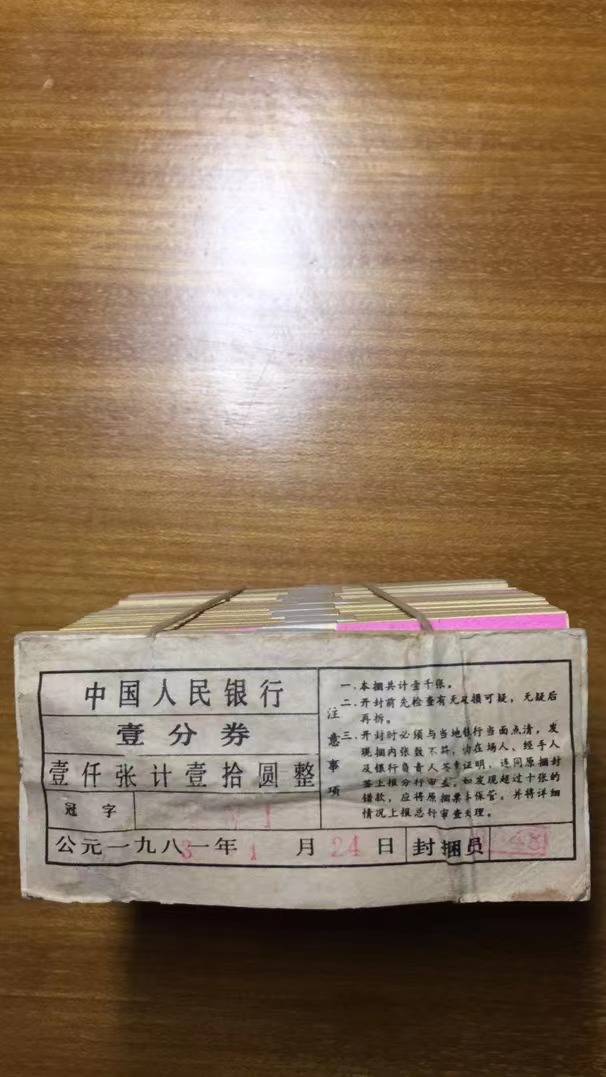 中国人民银行
壹分券
壹仟张计壹拾圆整
冠字
公元一九八3一年1月24日
封捆员 48
注意事项
一.本捆共计壹千张。
二.开封前先检查有无破损可疑,无疑后
再拆。
三.开封时必须与当地银行当面点清,发
现捆内张数不符,由在场人、经手人
及银行负责人签章证明,连同原捆封
签上报分行审查。如发现超过十张的
错款,应将原捆票币保管,并将详细
情况上报总行审查处理。